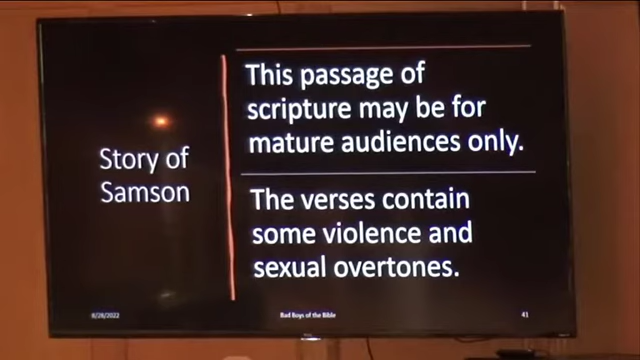 Story of
Samson
This passage of
scripture may be for
mature audiences only.
The verses contain
some violence and
sexual overtones.
8/28/2022
Bad Boys of the Bible
41